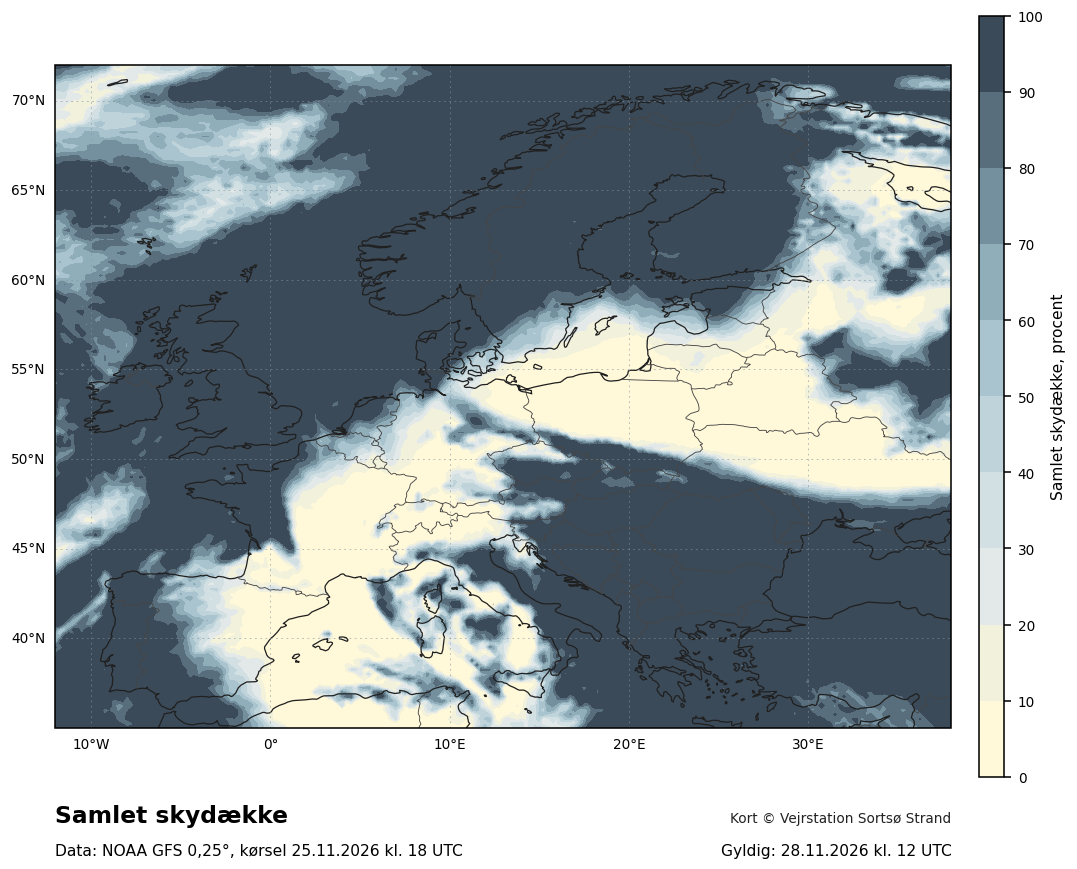 100
90
80
70
60
50
40
30
20
10
0
Samlet skydække, procent
70°N
65°N
60°N
55°N
50°N
45°N
40°N
10°W
0°
10°E
20°E
30°E
Samlet skydække
Kort © Vejrstation Sortsø Strand
Data: NOAA GFS 0,25°, kørsel 25.11.2026 kl. 18 UTC
Gyldig: 28.11.2026 kl. 12 UTC